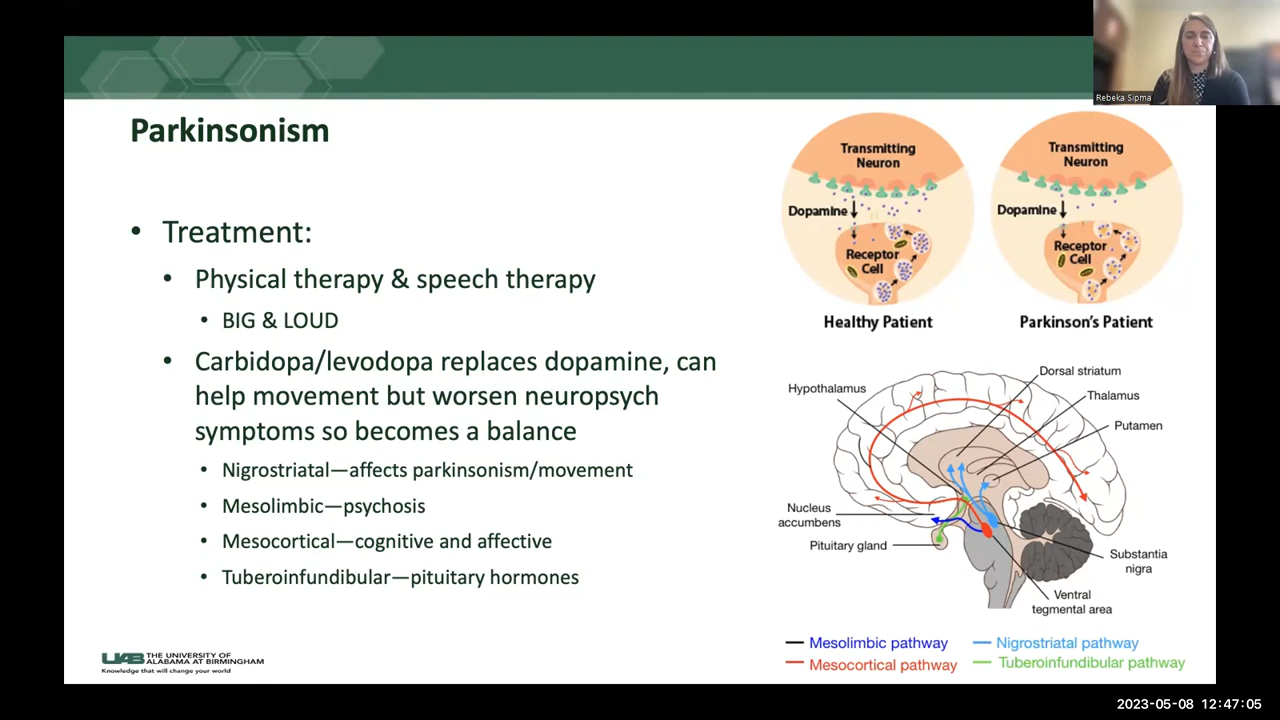 Rebeka Sipma
Parkinsonism
• Treatment:
• Physical therapy & speech therapy
• BIG & LOUD
• Carbidopa/levodopa replaces dopamine, can
help movement but worsen neuropsych
symptoms so becomes a balance
• Nigrostriatal—affects parkinsonism/movement
• Mesolimbic—psychosis
• Mesocortical—cognitive and affective
• Tuberoinfundibular—pituitary hormones
Transmitting
Neuron
Dopamine
Receptor
Cell
Healthy Patient
Transmitting
Neuron
Dopamine
Receptor
Cell
Parkinson's Patient
Dorsal striatum
Hypothalamus
Thalamus
Putamen
Nucleus
accumbens
Pituitary gland
Substantia
nigra
Ventral
tegmental area
Mesolimbic pathway
Nigrostriatal pathway
Mesocortical pathway
Tuberoinfundibular pathway
UAB THE UNIVERSITY OF
ALABAMA AT BIRMINGHAM
Knowledge that will change your world
2023-05-08 12:47:05